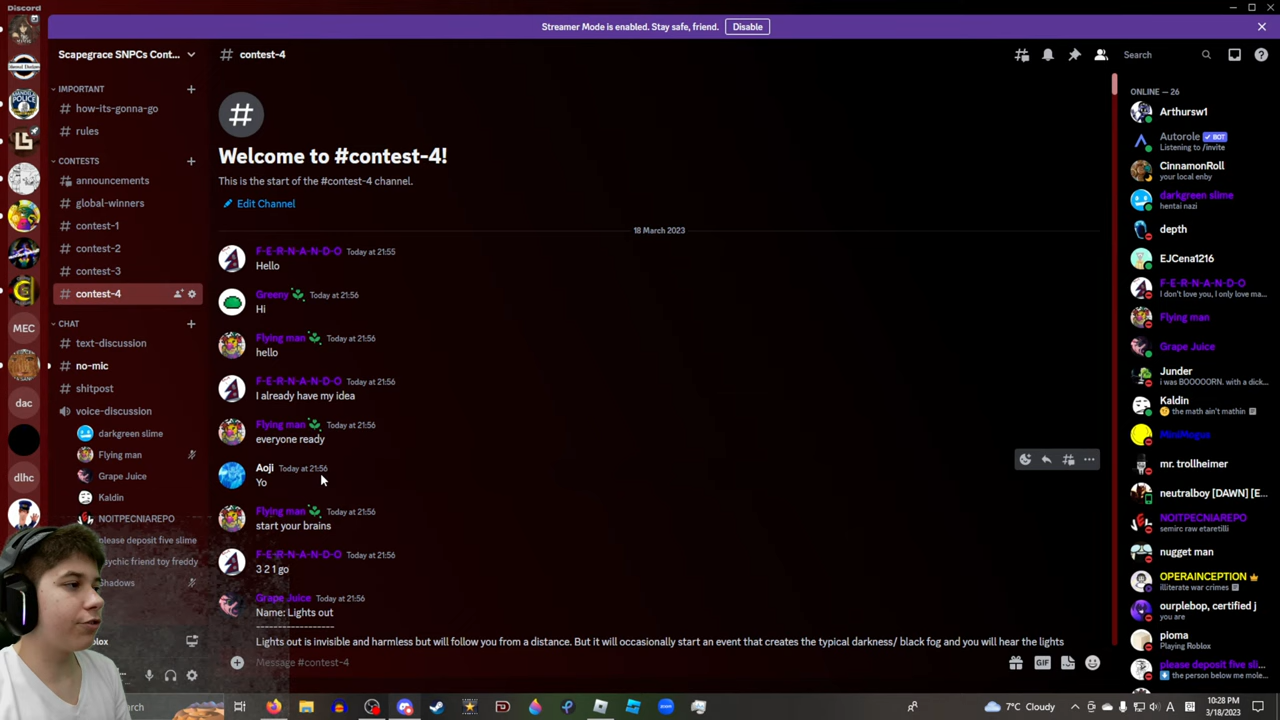 Discord
Streamer Mode is enabled. Stay safe, friend.
Disable
Scapegrace SNPCs Cont...
contest-4
Search
IMPORTANT
how-its-gonna-go
rules
CONTESTS
announcements
global-winners
contest-1
contest-2
contest-3
contest-4
CHAT
text-discussion
no-mic
shitpost
voice-discussion
darkgreen slime
Flying man
Grape Juice
Kaldin
NOITPECNIAREPO
please deposit five slime
ychic friend toy freddy
Shadows
MEC
dac
dlhc
Welcome to #contest-4!
This is the start of the #contest-4 channel.
Edit Channel
18 March 2023
F-E-R-N-A-N-D-O Today at 21:55
Hello
Greeny Today at 21:56
Hi
Flying man Today at 21:56
hello
F-E-R-N-A-N-D-O Today at 21:56
I already have my idea
Flying man Today at 21:56
everyone ready
Aoji Today at 21:56
Yo
Flying man Today at 21:56
start your brains
F-E-R-N-A-N-D-O Today at 21:56
3 2 1 go
Grape Juice Today at 21:56
Name: Lights out
------------------
Lights out is invisible and harmless but will follow you from a distance. But it will occasionally start an event that creates the typical darkness/ black fog and you will hear the lights
Message #contest-4
GIF
ONLINE — 26
Arthursw1
Autorole BOT
Listening to /invite
CinnamonRoll
your local enby
darkgreen slime
hentai nazi
depth
EJCena1216
F-E-R-N-A-N-D-O
I don't love you, I only love ma...
Flying man
Grape Juice
Junder
i was BOOOOORN. with a dick...
Kaldin
the math ain't mathin
MiniMogus
mr. trollheimer
neutralboy [DAWN] [E...
NOITPECNIAREPO
semirc raw etaretilli
nugget man
OPERAINCEPTION
illiterate war crimes
ourplebop, certified j
you are
pioma
Playing Roblox
please deposit five sli...
the person below me mole...
7°C Cloudy
10:28 PM
3/18/2023